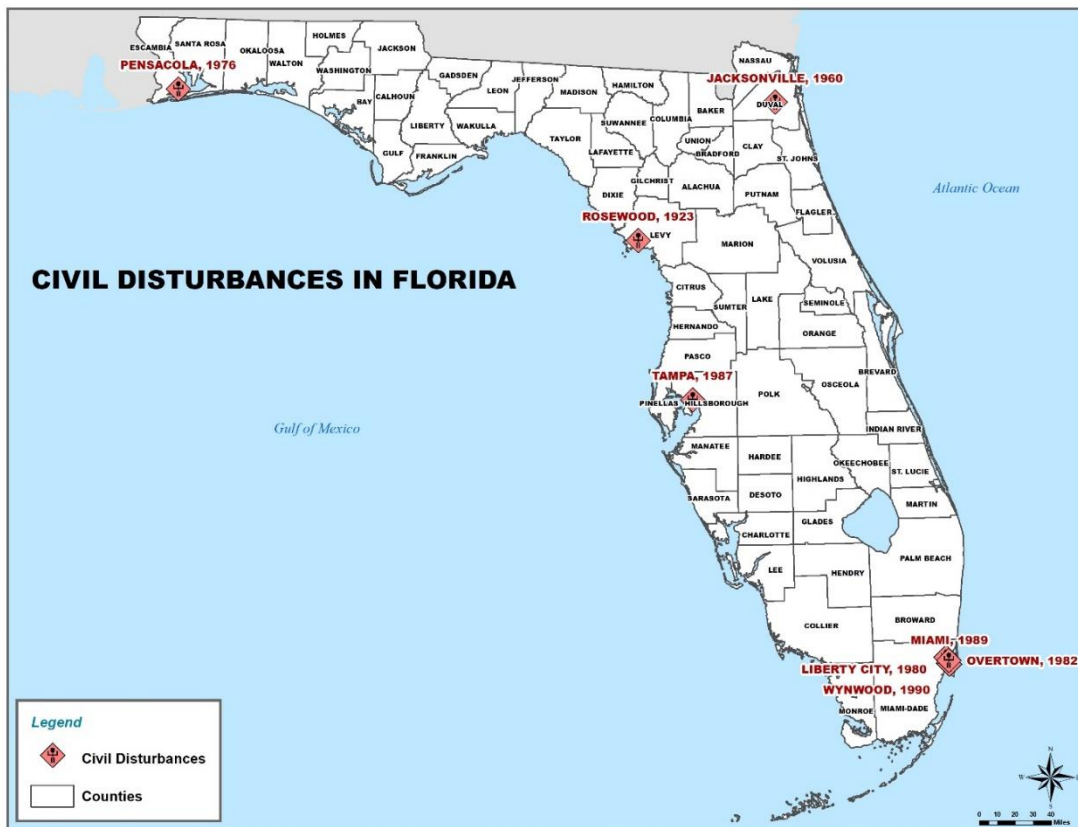 HOLMES
JACKSON
ESCAMBIA
SANTA ROSA
OKALOOSA
WALTON
PENSACOLA, 1976
WASHINGTON
GADSDEN
LEON
JEFFERSON
MADISON
HAMILTON
NASSAU
JACKSONVILLE, 1960
DUVAL
BAY
CALHOUN
LIBERTY
WAKULLA
SUWANNEE
COLUMBIA
BAKER
TAYLOR
UNION
CLAY
GULF
FRANKLIN
LAFAYETTE
BRADFORD
ST. JOHNS
GILCHRIST
DIXIE
ALACHUA
PUTNAM
Atlantic Ocean
ROSEWOOD, 1923
FLAGLER
LEVY
MARION
VOLUSIA
CIVIL DISTURBANCES IN FLORIDA
CITRUS
SUMTER
LAKE
SEMINOLE
HERNANDO
ORANGE
PASCO
TAMPA, 1987
BREVARD
OSCEOLA
POLK
PINELLAS
HILLSBOROUGH
Gulf of Mexico
INDIAN RIVER
MANATEE
HARDEE
OKEECHOBEE
ST. LUCIE
HIGHLANDS
SARASOTA
DESOTO
MARTIN
GLADES
CHARLOTTE
PALM BEACH
LEE
HENDRY
BROWARD
COLLIER
MIAMI, 1989
OVERTOWN, 1982
LIBERTY CITY, 1980
WYNWOOD, 1990
MONROE
MIAMI-DADE
Legend
Civil Disturbances
Counties
N
W
E
S
0 10 20 30 40
Miles